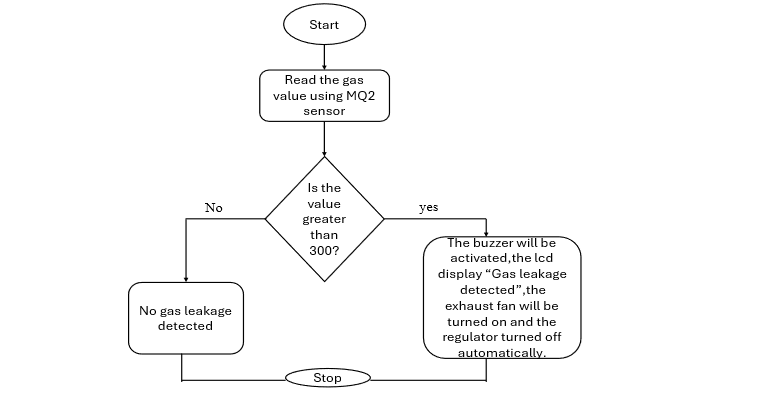 Start
Read the gas
value using MQ2
sensor
Is the
value
greater
than
300?
No
yes
The buzzer will be
activated,the lcd
display “Gas leakage
detected”,the
exhaust fan will be
turned on and the
regulator turned off
automatically.
No gas leakage
detected
Stop